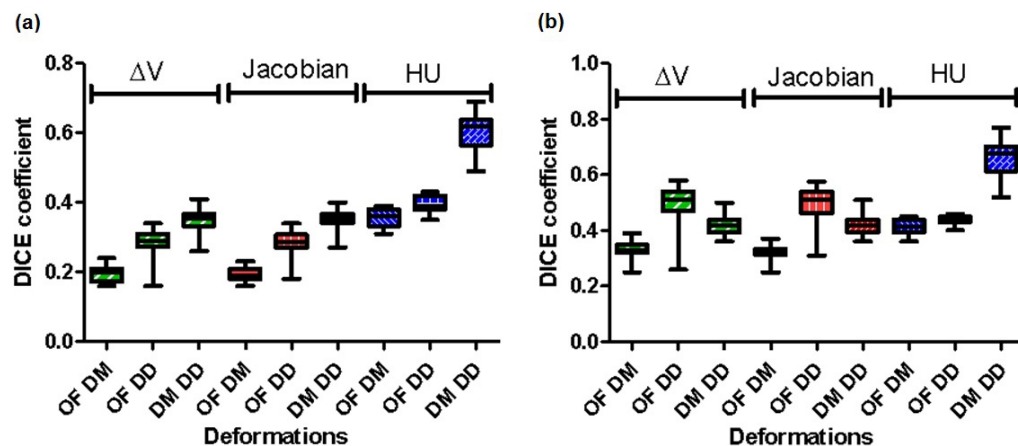 (a)
ΔV Jacobian HU
DICE coefficient
0.8
0.6
0.4
0.2
0.0
OF DM OF DD DM DD OF DM OF DD DM DD OF DM OF DD DM DD
Deformations
(b)
ΔV Jacobian HU
DICE coefficient
1.0
0.8
0.6
0.4
0.2
0.0
OF DM OF DD DM DD OF DM OF DD DM DD OF DM OF DD DM DD
Deformations